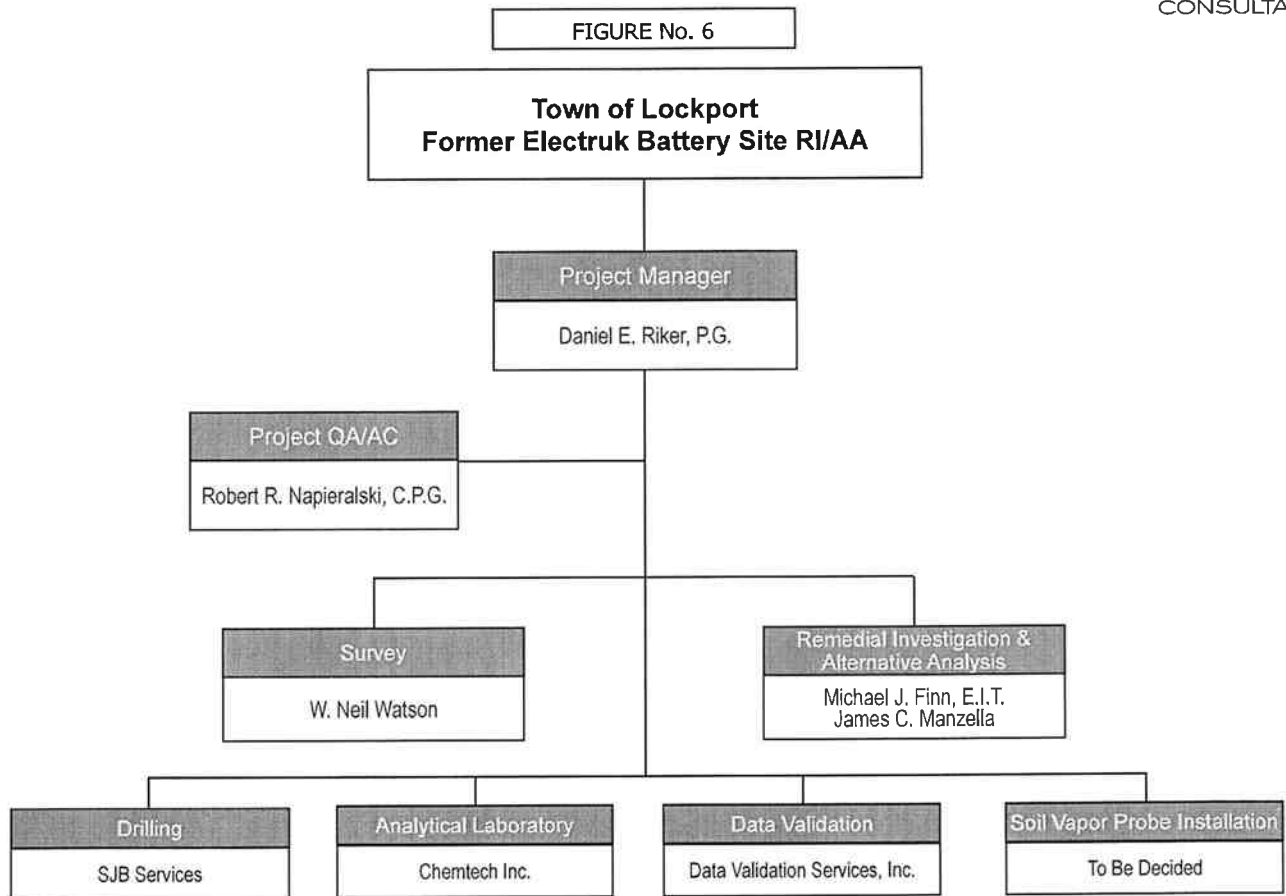 CONSULTA
FIGURE No. 6
Town of Lockport
Former Electruk Battery Site RI/AA
Project Manager
Daniel E. Riker, P.G.
Project QA/AC
Robert R. Napieralski, C.P.G.
Survey
W. Neil Watson
Remedial Investigation &
Alternative Analysis
Michael J. Finn, E.I.T.
James C. Manzella
Drilling
SJB Services
Analytical Laboratory
Chemtech Inc.
Data Validation
Data Validation Services, Inc.
Soil Vapor Probe Installation
To Be Decided